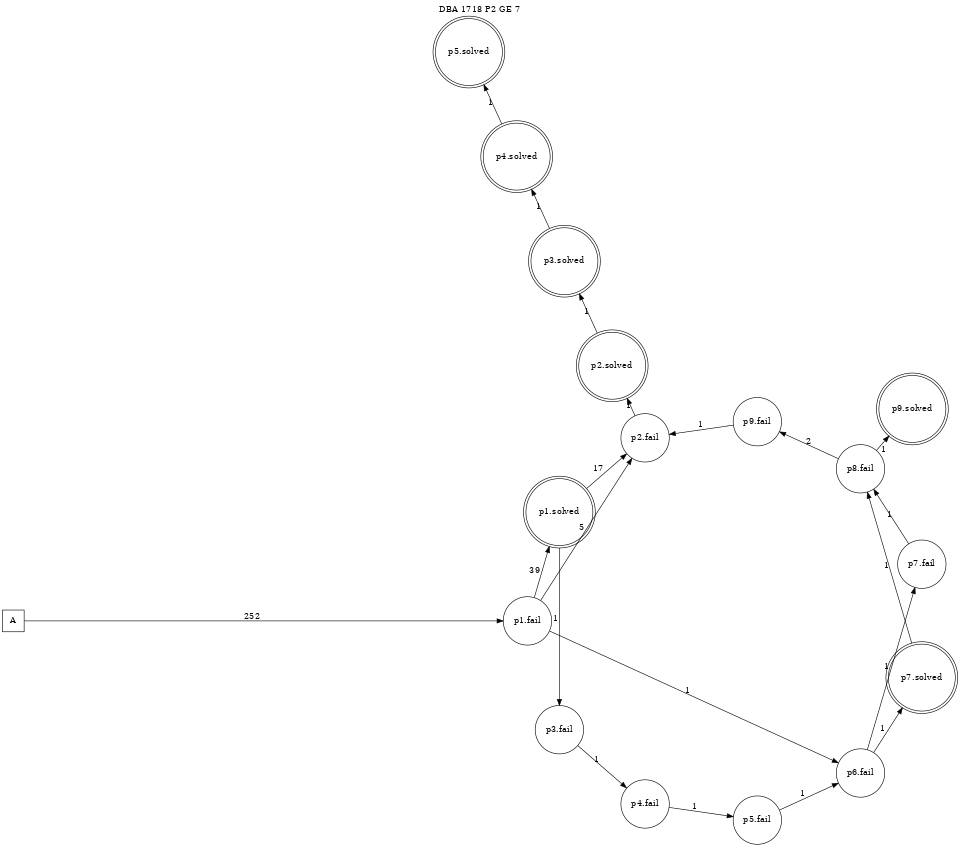 DBA 1718 P2 GE 7
p5.solved
1
p4.solved
1
p3.solved
1
p2.solved
1
p9.solved
p9.fail
1
2
1
p2.fail
p8.fail
17
p1.solved
1
5
39
1
p7.fail
A
252
p1.fail
1
1
p7.solved
1
p3.fail
1
1
p6.fail
1
p4.fail
1
p5.fail